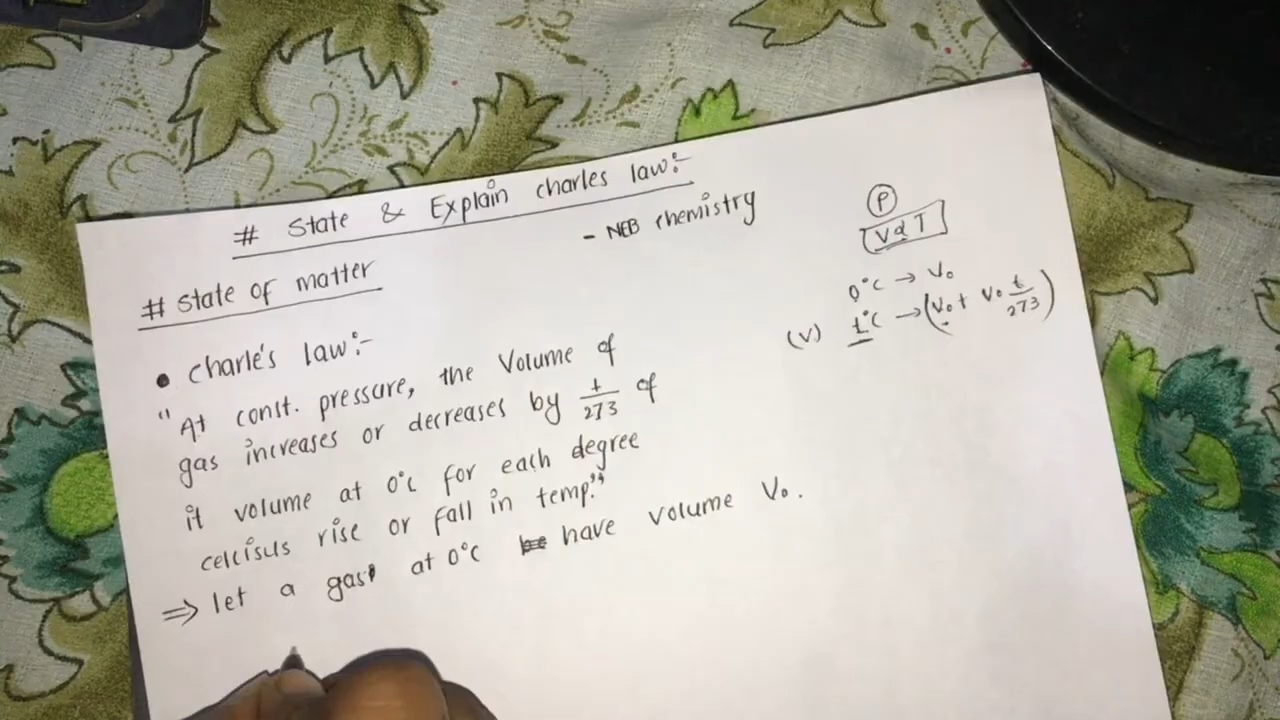 # State & Explain charles law:-
- NEB chemistry
# State of matter
• charle's law:-
"At const. pressure, the Volume of
gas increases or decreases by t/273 of
it volume at 0°c for each degree
celcisus rise or fall in temp."
⇒ let a gas at 0°c have volume V₀.
P
V α T
0°c → V₀
(V) t°c → (V₀ + V₀ t/273)